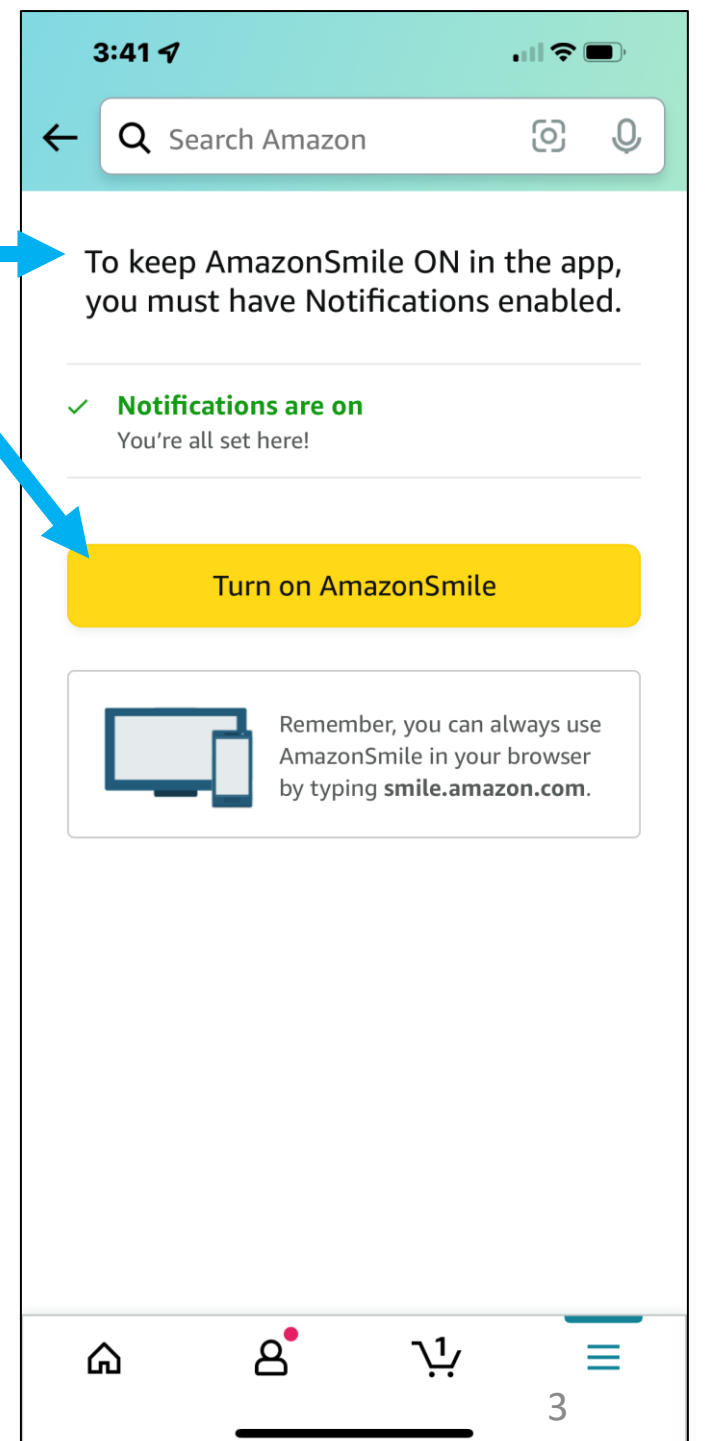 3:41
Search Amazon
To keep AmazonSmile ON in the app,
you must have Notifications enabled.
Notifications are on
You're all set here!
Turn on AmazonSmile
Remember, you can always use
AmazonSmile in your browser
by typing smile.amazon.com.
1
3